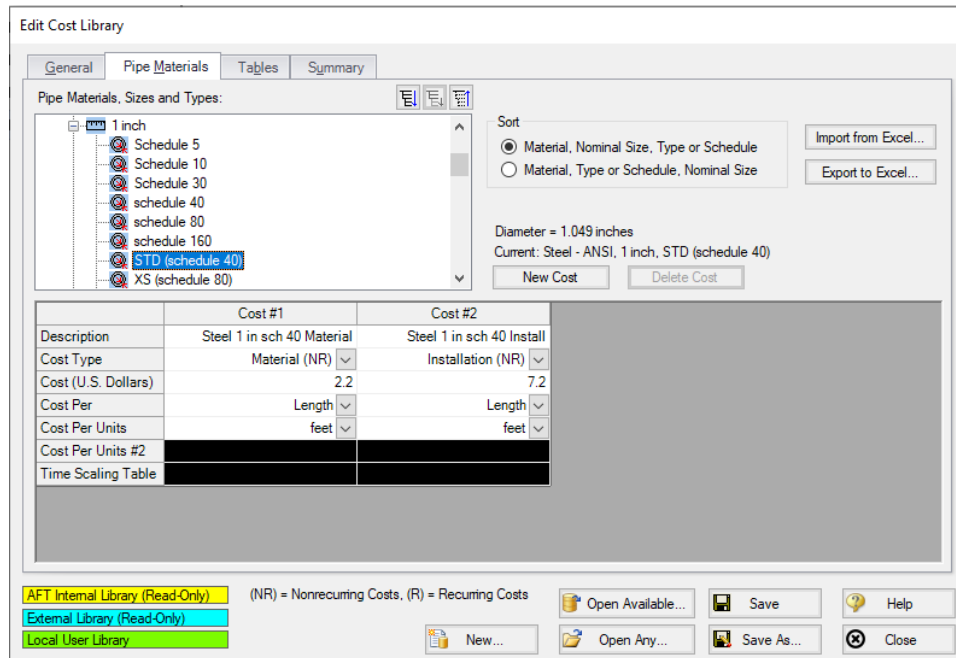 Edit Cost Library
General Pipe Materials Tables Summary
Pipe Materials, Sizes and Types:
1 inch
Schedule 5
Schedule 10
Schedule 30
schedule 40
schedule 80
schedule 160
STD (schedule 40)
XS (schedule 80)
Sort
Material, Nominal Size, Type or Schedule
Material, Type or Schedule, Nominal Size
Import from Excel...
Export to Excel...
Diameter = 1.049 inches
Current: Steel - ANSI, 1 inch, STD (schedule 40)
New Cost Delete Cost
Cost #1 Cost #2
Description Steel 1 in sch 40 Material Steel 1 in sch 40 Install
Cost Type Material (NR) Installation (NR)
Cost (U.S. Dollars) 2.2 7.2
Cost Per Length Length
Cost Per Units feet feet
Cost Per Units #2
Time Scaling Table
AFT Internal Library (Read-Only)
External Library (Read-Only)
Local User Library
(NR) = Nonrecurring Costs, (R) = Recurring Costs
Open Available... Save Help
New... Open Any... Save As... Close